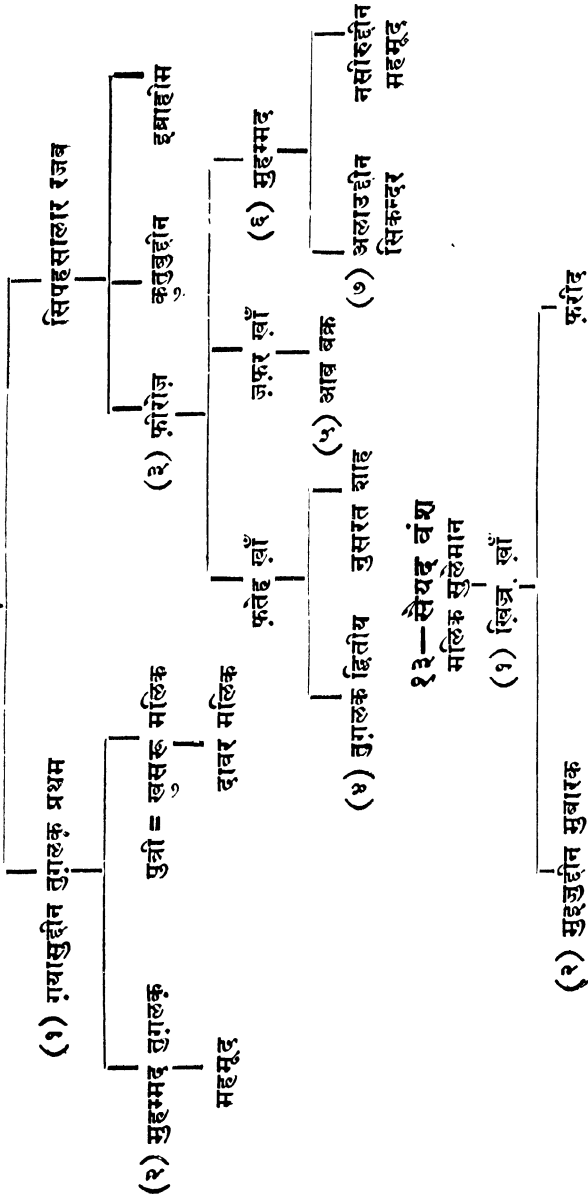 (१) ग़यासुद्दीन तुग़लक़ प्रथम सिपहसालार रजब
(२) मुहम्मद तुग़लक़ पुत्री = खुसरू मलिक (३) फ़ीरोज़ क़ुतुबुद्दीन इब्राहीम
महमूद दावर मलिक
फ़तेह ख़ाँ ज़फ़र ख़ाँ (६) मुहम्मद
(४) तुग़लक़ द्वितीय नुसरत शाह (५) आब बक्र (७) अलाउद्दीन नसीरुद्दीन
सिकन्दर महमूद
१३—सैयद वंश
मलिक सुलेमान
(१) ख़िज्र ख़ाँ
(२) मुइज़ुद्दीन मुबारक फ़रीद